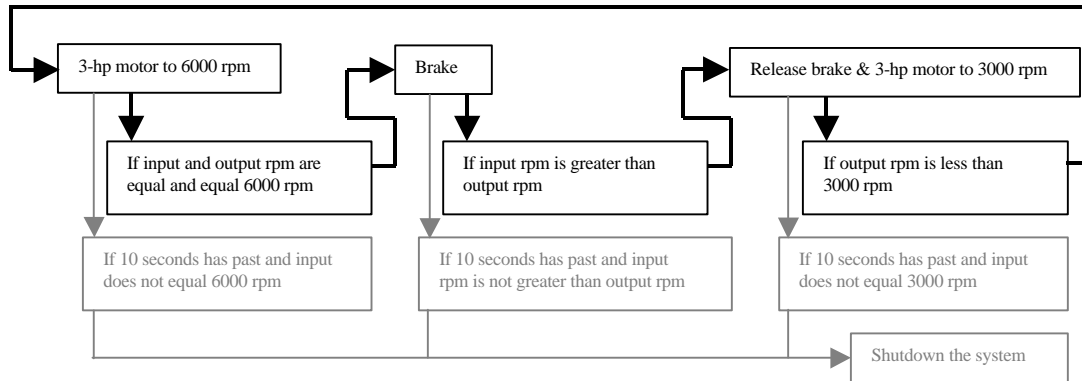 3-hp motor to 6000 rpm
Brake
Release brake & 3-hp motor to 3000 rpm
If input and output rpm are
equal and equal 6000 rpm
If input rpm is greater than
output rpm
If output rpm is less than
3000 rpm
If 10 seconds has past and input
does not equal 6000 rpm
If 10 seconds has past and input
rpm is not greater than output rpm
If 10 seconds has past and input
does not equal 3000 rpm
Shutdown the system